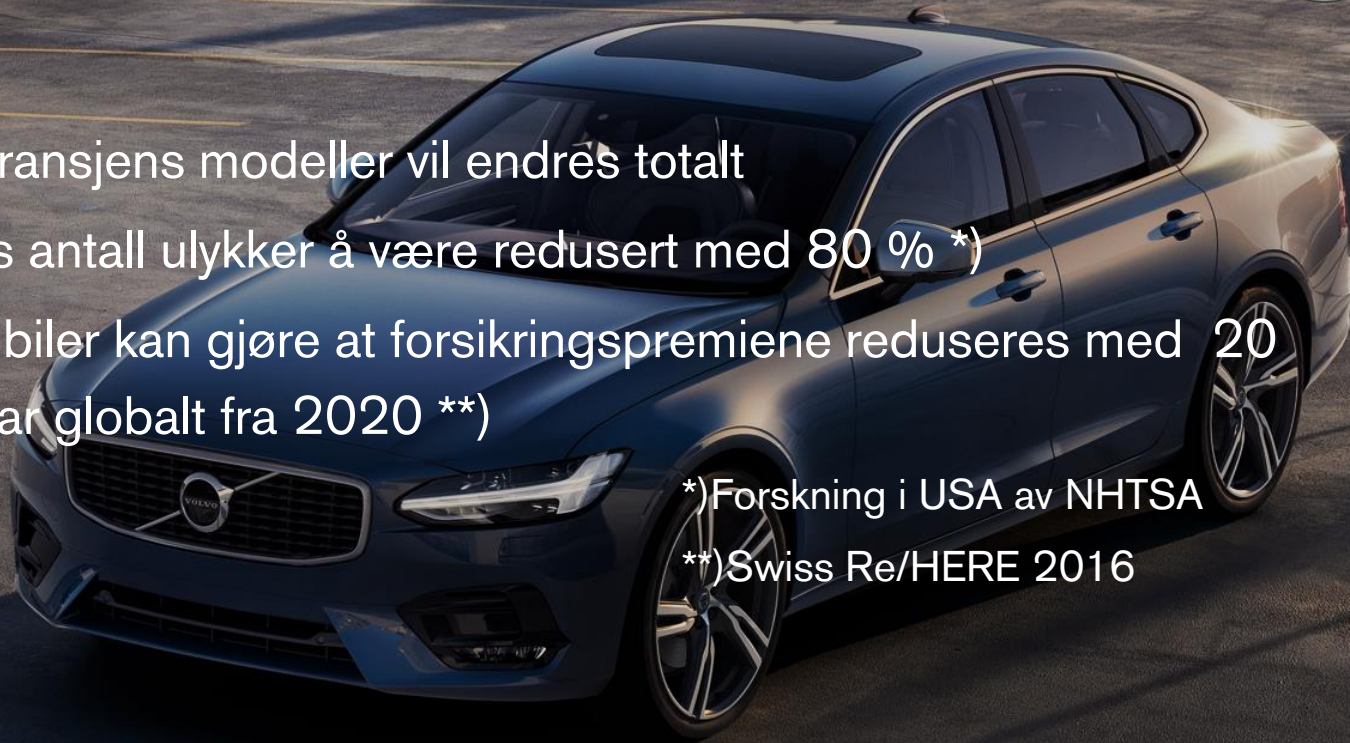 ransjens modeller vil endres totalt
s antall ulykker å være redusert med 80 % *)
biler kan gjøre at forsikringspremiene reduseres med 20
ar globalt fra 2020 **)
*)Forskning i USA av NHTSA
**)Swiss Re/HERE 2016
VOLVO